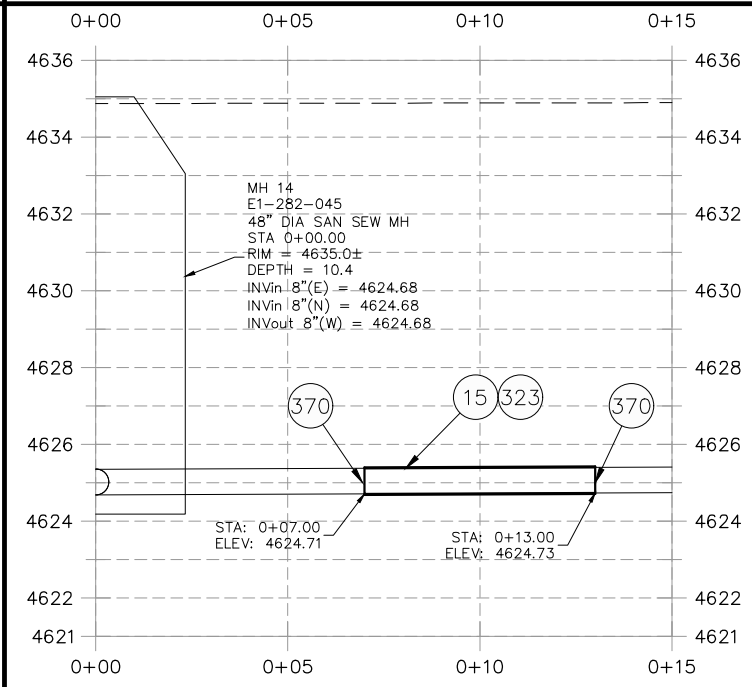 0+00 0+05 0+10 0+15
4636 4636
4634 4634
MH 14
E1-282-045
48" DIA SAN SEW MH
STA 0+00.00
RIM = 4635.0±
DEPTH = 10.4
INVin 8"(E) = 4624.68
INVin 8"(N) = 4624.68
INVout 8"(W) = 4624.68
4632 4632
4630 4630
4628 4628
370 15 323 370
4626 4626
4624 4624
STA: 0+07.00
ELEV: 4624.71
STA: 0+13.00
ELEV: 4624.73
4622 4622
4621 4621
0+00 0+05 0+10 0+15